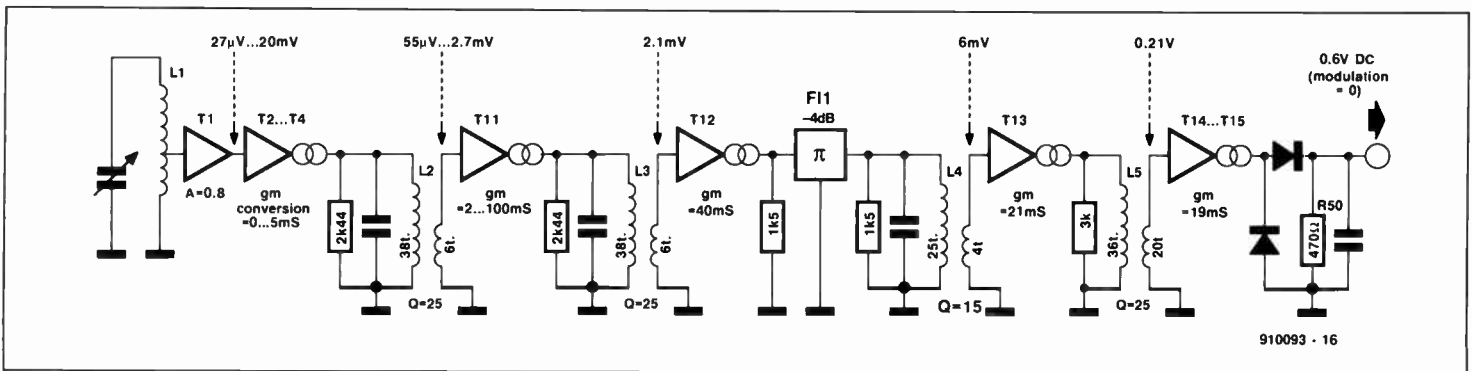 27µV...20mV
55µV...2.7mV
2.1mV
6mV
0.21V
0.6V DC
(modulation
= 0)
L1
T1
A=0.8
T2...T4
gm
conversion
=0...5mS
2k44
38t.
L2
6t.
Q=25
T11
gm
=2...100mS
2k44
38t.
L3
6t.
Q=25
T12
gm
=40mS
1k5
FI1
–4dB
π
1k5
25t.
L4
4t
Q=15
T13
gm
=21mS
3k
36t.
L5
20t
Q=25
T14...T15
gm
=19mS
470Ω
R50
910093 - 16